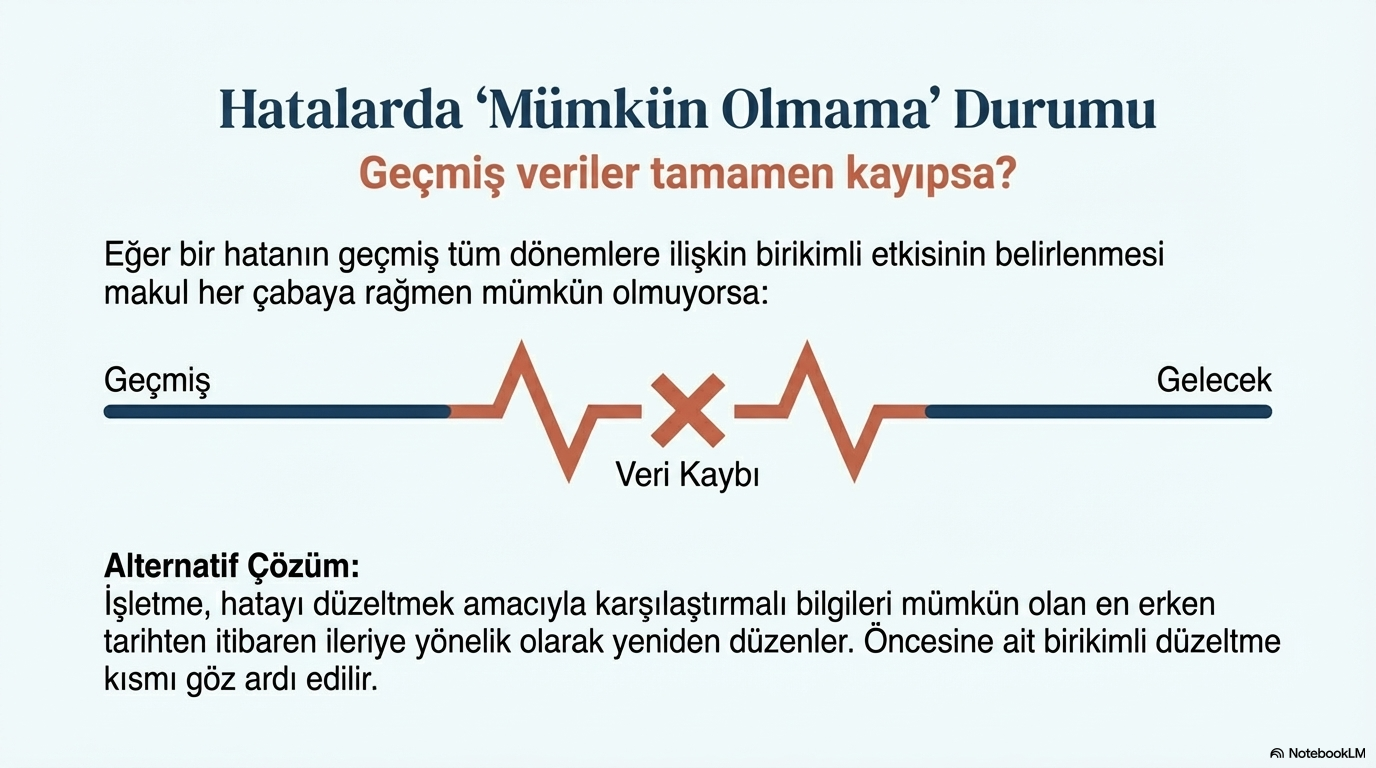 Hatalarda ‘Mümkün Olmama’ Durumu
Geçmiş veriler tamamen kayıpsa?
Eğer bir hatanın geçmiş tüm dönemlere ilişkin birikimli etkisinin belirlenmesi
makul her çabaya rağmen mümkün olmuyorsa:
Geçmiş
Gelecek
Veri Kaybı
Alternatif Çözüm:
İşletme, hatayı düzeltmek amacıyla karşılaştırmalı bilgileri mümkün olan en erken
tarihten itibaren ileriye yönelik olarak yeniden düzenler. Öncesine ait birikimli düzeltme
kısmı göz ardı edilir.
NotebookLM